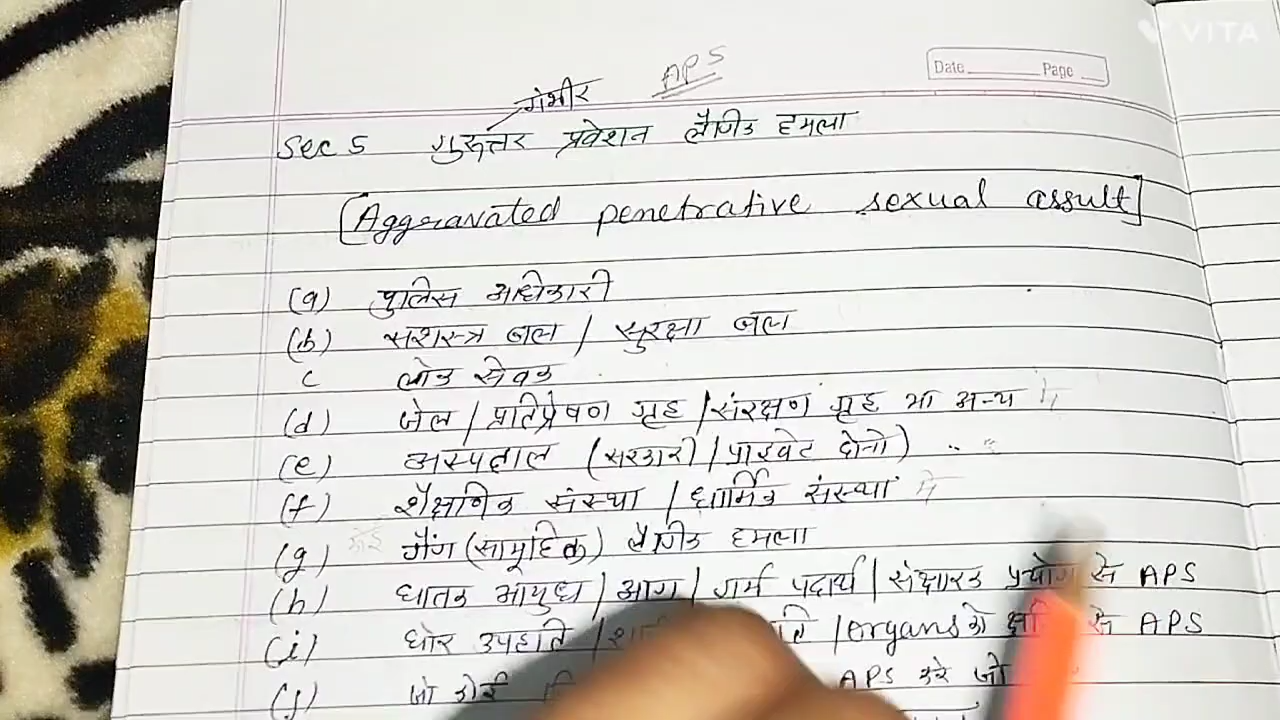 VITA
Date Page
गंभीर APS
Sec 5 गुरुत्तर प्रवेशन लैंगिक हमला
[Aggravated penetrative sexual assult]
(a) पुलिस अधिकारी
(b) सशस्त्र बल / सुरक्षा बल
c लोक सेवक
(d) जेल / प्रतिप्रेषण गृह / संरक्षण गृह या अन्य में
(e) अस्पताल (सरकारी / प्राइवेट दोनो) ..
(f) शैक्षणिक संस्था / धार्मिक संस्था में
(g) गैंग (सामूहिक) लैंगिक हमला
(h) घातक आयुध / आग / गर्म पदार्थ / संक्षारक प्रयोग से APS
(i) घोर उपहति / / organs को से APS
(j) जो कोई APS करे जो